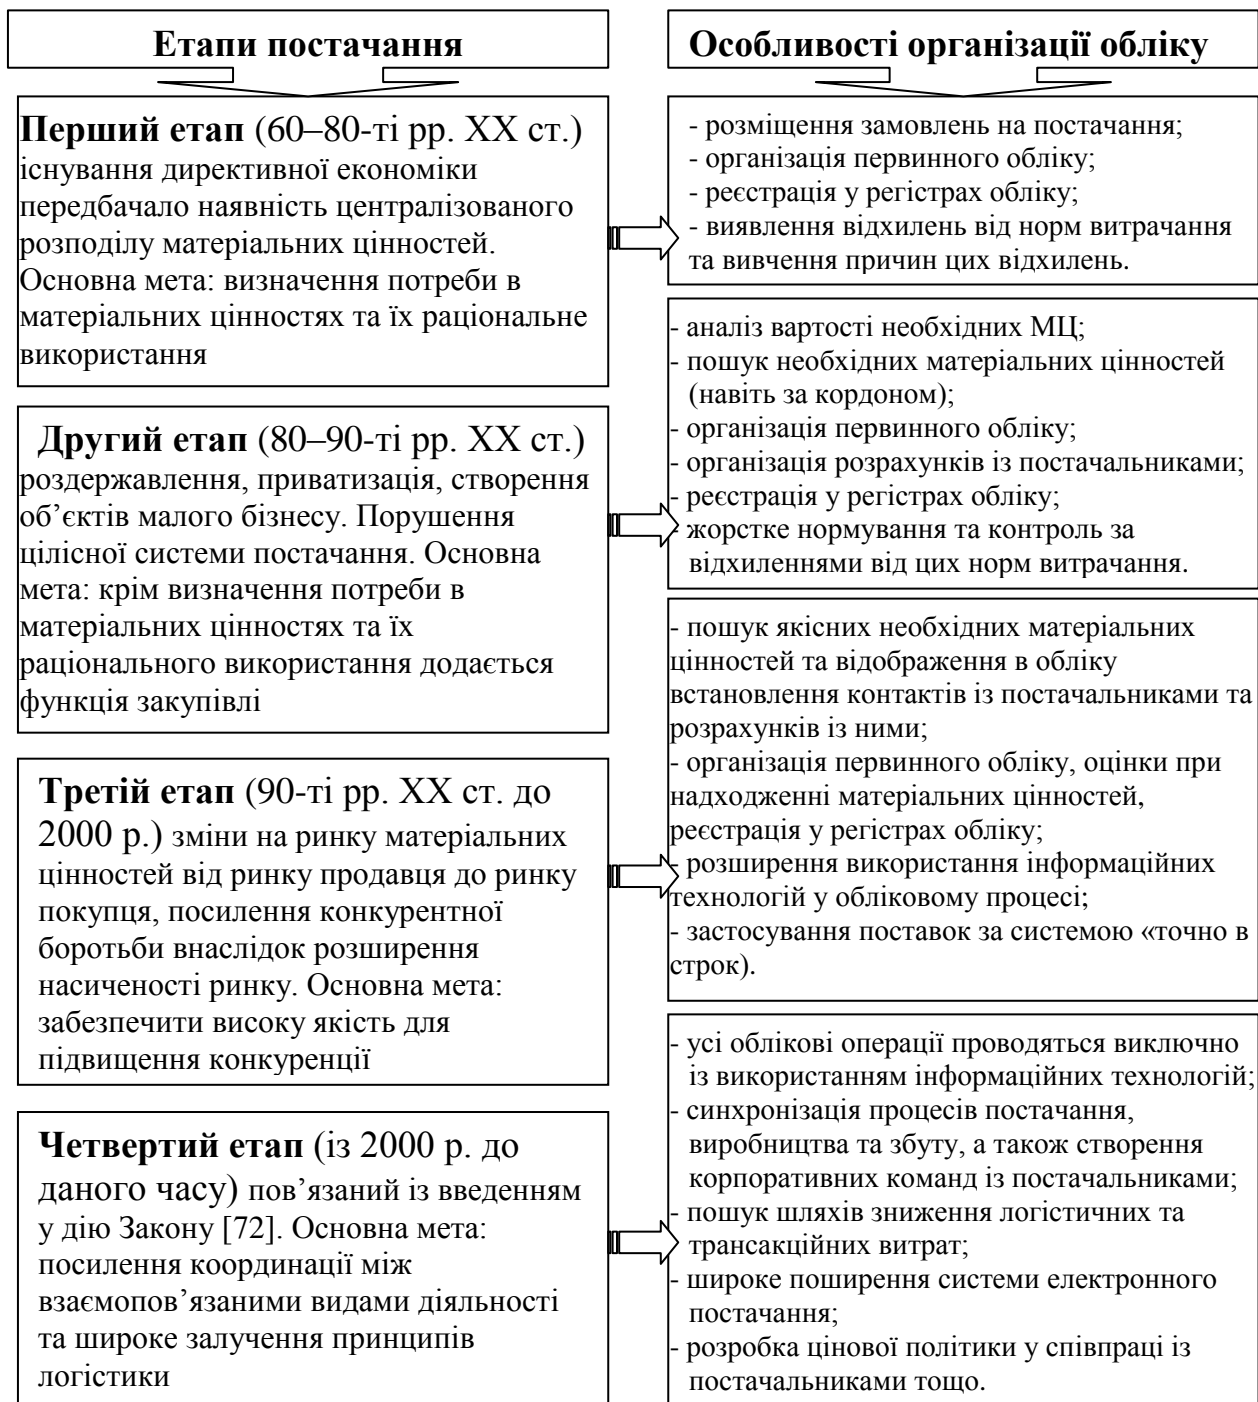 Етапи постачання
Особливості організації обліку
Перший етап (60–80-ті рр. ХХ ст.)
існування директивної економіки
передбачало наявність централізованого
розподілу матеріальних цінностей.
Основна мета: визначення потреби в
матеріальних цінностях та їх раціональне
використання
- розміщення замовлень на постачання;
- організація первинного обліку;
- реєстрація у регістрах обліку;
- виявлення відхилень від норм витрачання
та вивчення причин цих відхилень.
Другий етап (80–90-ті рр. ХХ ст.)
роздержавлення, приватизація, створення
об’єктів малого бізнесу. Порушення
цілісної системи постачання. Основна
мета: крім визначення потреби в
матеріальних цінностях та їх
раціонального використання додається
функція закупівлі
- аналіз вартості необхідних МЦ;
- пошук необхідних матеріальних цінностей
(навіть за кордоном);
- організація первинного обліку;
- організація розрахунків із постачальниками;
- реєстрація у регістрах обліку;
- жорстке нормування та контроль за
відхиленнями від цих норм витрачання.
Третій етап (90-ті рр. ХХ ст. до
2000 р.) зміни на ринку матеріальних
цінностей від ринку продавця до ринку
покупця, посилення конкурентної
боротьби внаслідок розширення
насиченості ринку. Основна мета:
забезпечити високу якість для
підвищення конкуренції
- пошук якісних необхідних матеріальних
цінностей та відображення в обліку
встановлення контактів із постачальниками та
розрахунків із ними;
- організація первинного обліку, оцінки при
надходженні матеріальних цінностей,
реєстрація у регістрах обліку;
- розширення використання інформаційних
технологій у обліковому процесі;
- застосування поставок за системою «точно в
строк).
Четвертий етап (із 2000 р. до
даного часу) пов’язаний із введенням
у дію Закону [72]. Основна мета:
посилення координації між
взаємопов’язаними видами діяльності
та широке залучення принципів
логістики
- усі облікові операції проводяться виключно
із використанням інформаційних технологій;
- синхронізація процесів постачання,
виробництва та збуту, а також створення
корпоративних команд із постачальниками;
- пошук шляхів зниження логістичних та
трансакційних витрат;
- широке поширення системи електронного
постачання;
- розробка цінової політики у співпраці із
постачальниками тощо.